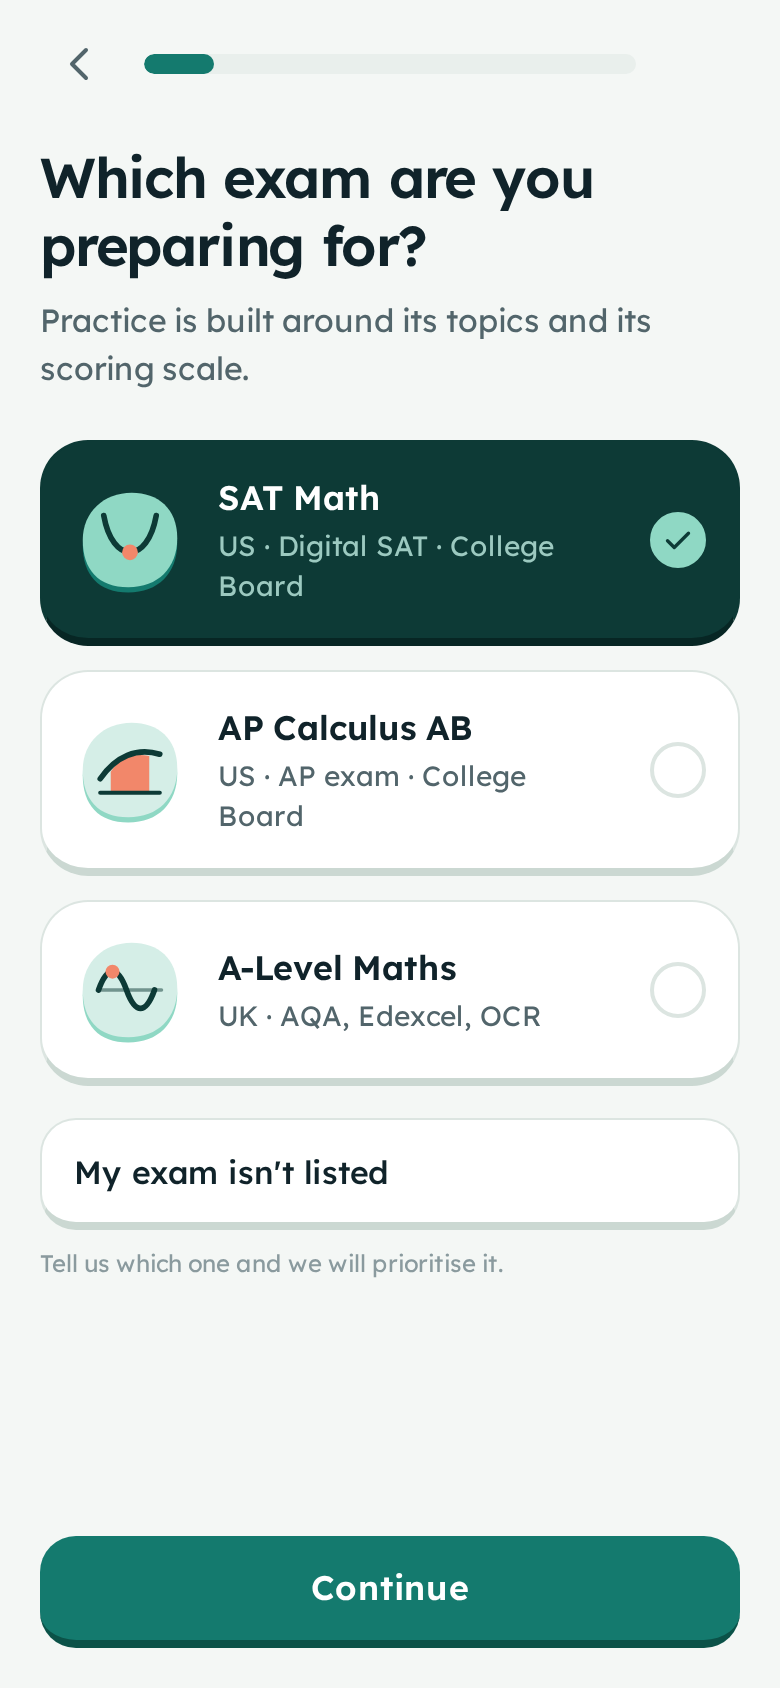 Which exam are you
preparing for?
Practice is built around its topics and its
scoring scale.
SAT Math
US · Digital SAT · College
Board
AP Calculus AB
US · AP exam · College
Board
A-Level Maths
UK · AQA, Edexcel, OCR
My exam isn't listed
Tell us which one and we will prioritise it.
Continue